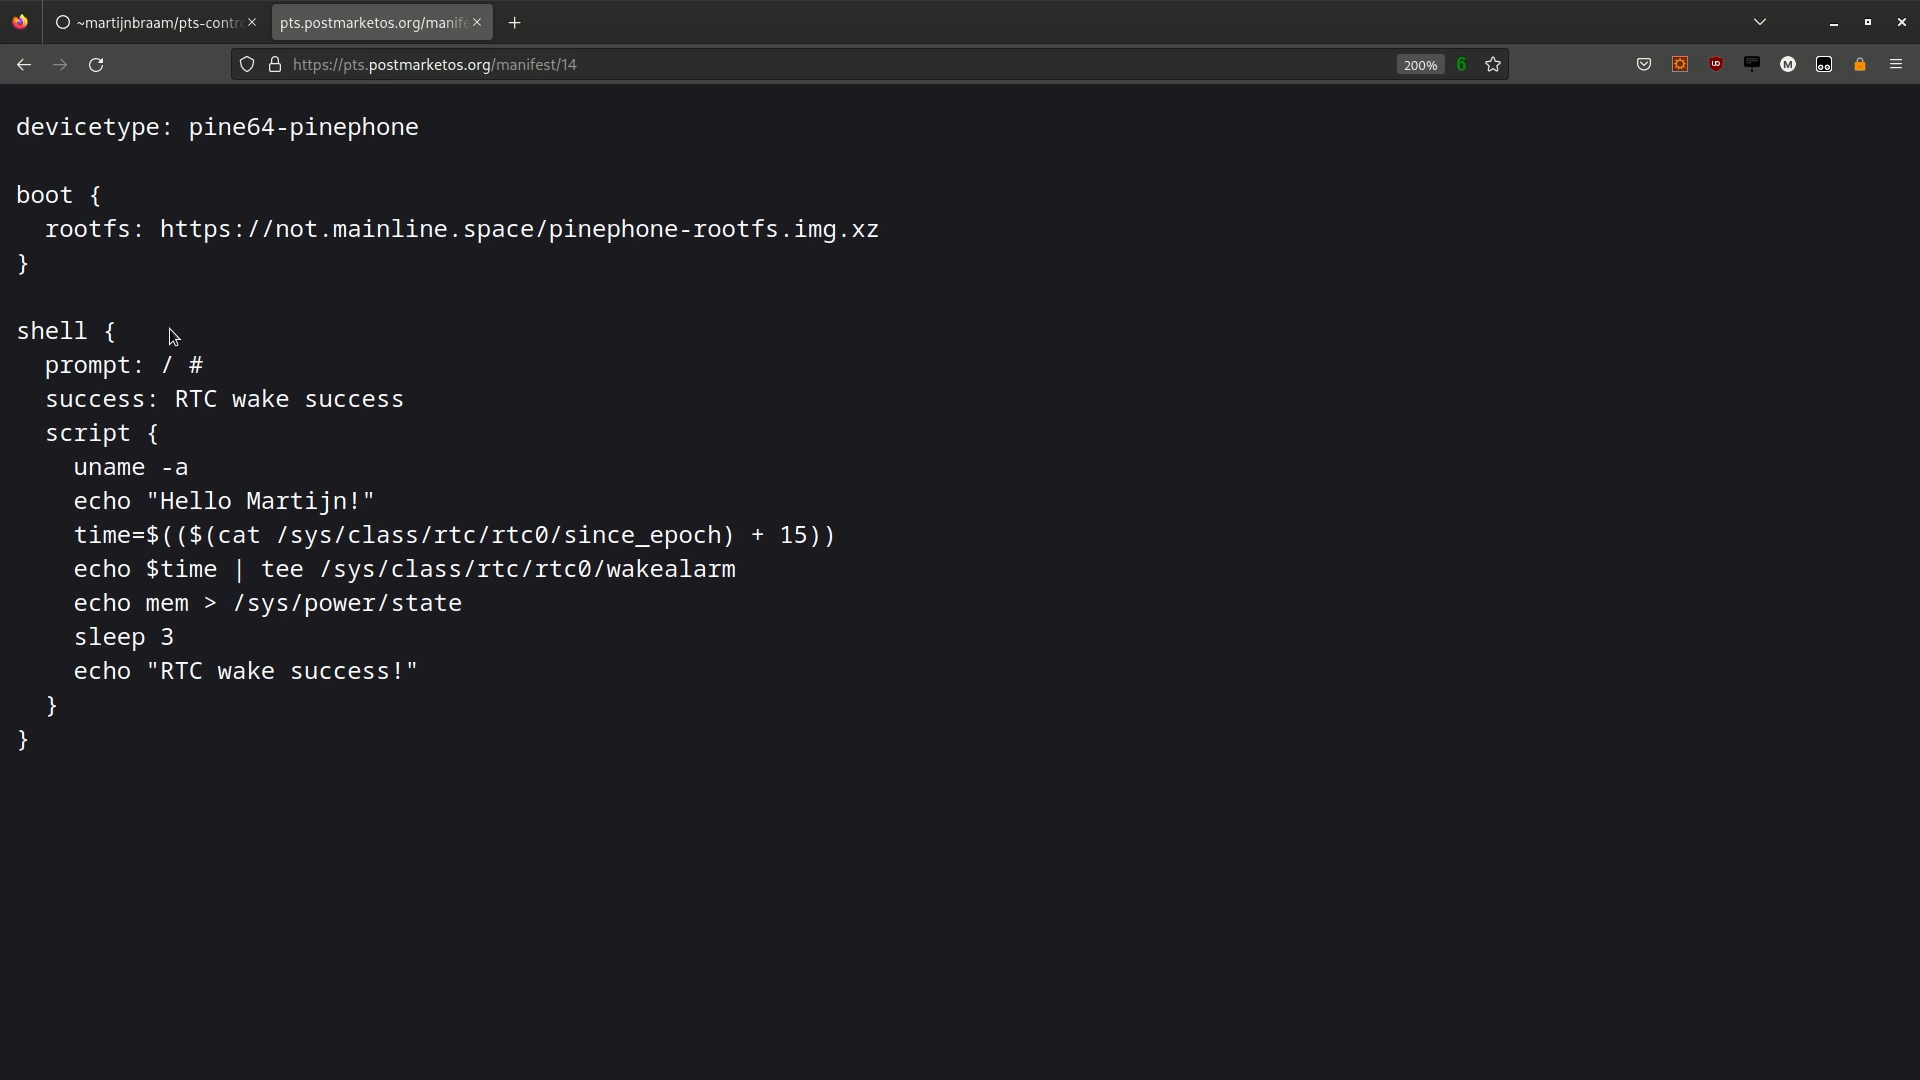 ~martijnbraam/pts-contr
pts.postmarketos.org/manife
https://pts.postmarketos.org/manifest/14
200%
6
M
devicetype: pine64-pinephone
boot {
  rootfs: https://not.mainline.space/pinephone-rootfs.img.xz
}
shell {
  prompt: / #
  success: RTC wake success
  script {
    uname -a
    echo "Hello Martijn!"
    time=$(($(cat /sys/class/rtc/rtc0/since_epoch) + 15))
    echo $time | tee /sys/class/rtc/rtc0/wakealarm
    echo mem > /sys/power/state
    sleep 3
    echo "RTC wake success!"
  }
}